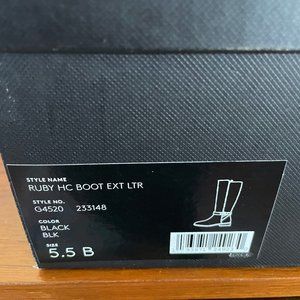 STYLE NAME
RUBY HC BOOT EXT LTR
STYLE NO.
G4520 233148
COLOR
BLACK
BLK
SIZE
5.5 B